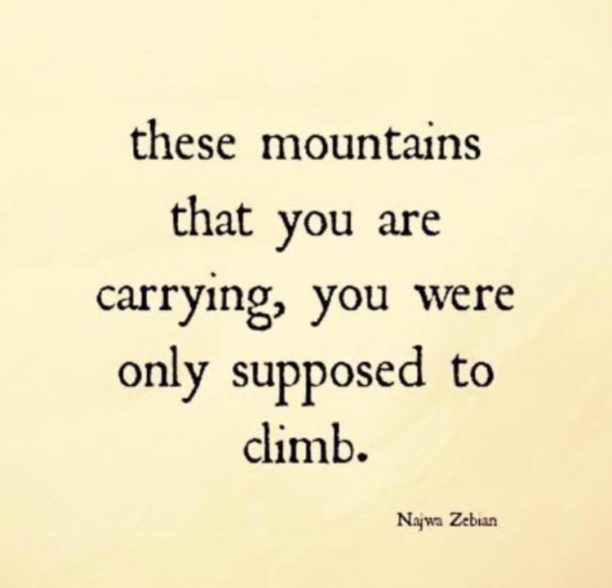 these mountains
that you are
carrying, you were
only supposed to
climb.
Najwa Zebian